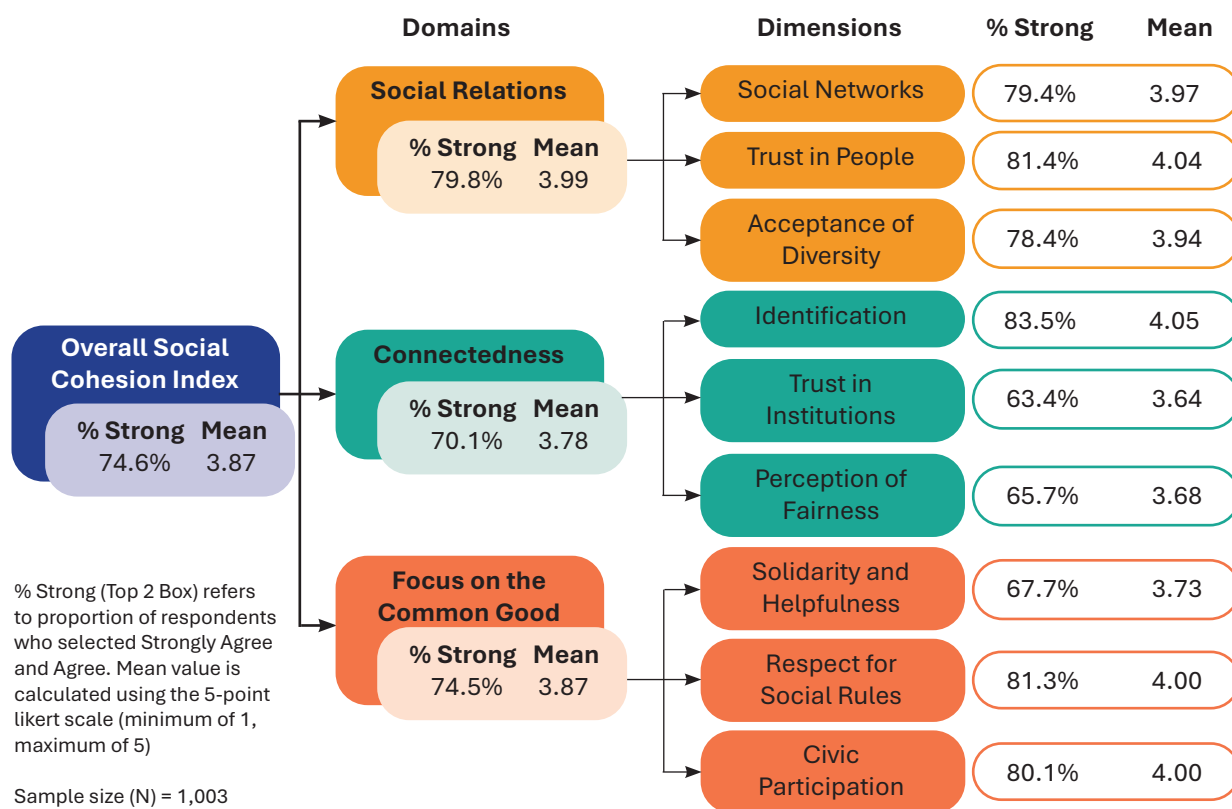 Domains
Dimensions
% Strong
Mean
Social Relations
% Strong Mean
79.8% 3.99
Social Networks
79.4% 3.97
Trust in People
81.4% 4.04
Acceptance of
Diversity
78.4% 3.94
Overall Social
Cohesion Index
% Strong Mean
74.6% 3.87
Connectedness
% Strong Mean
70.1% 3.78
Identification
83.5% 4.05
Trust in
Institutions
63.4% 3.64
Perception of
Fairness
65.7% 3.68
Focus on the
Common Good
% Strong Mean
74.5% 3.87
Solidarity and
Helpfulness
67.7% 3.73
Respect for
Social Rules
81.3% 4.00
Civic
Participation
80.1% 4.00
% Strong (Top 2 Box) refers
to proportion of respondents
who selected Strongly Agree
and Agree. Mean value is
calculated using the 5-point
likert scale (minimum of 1,
maximum of 5)
Sample size (N) = 1,003